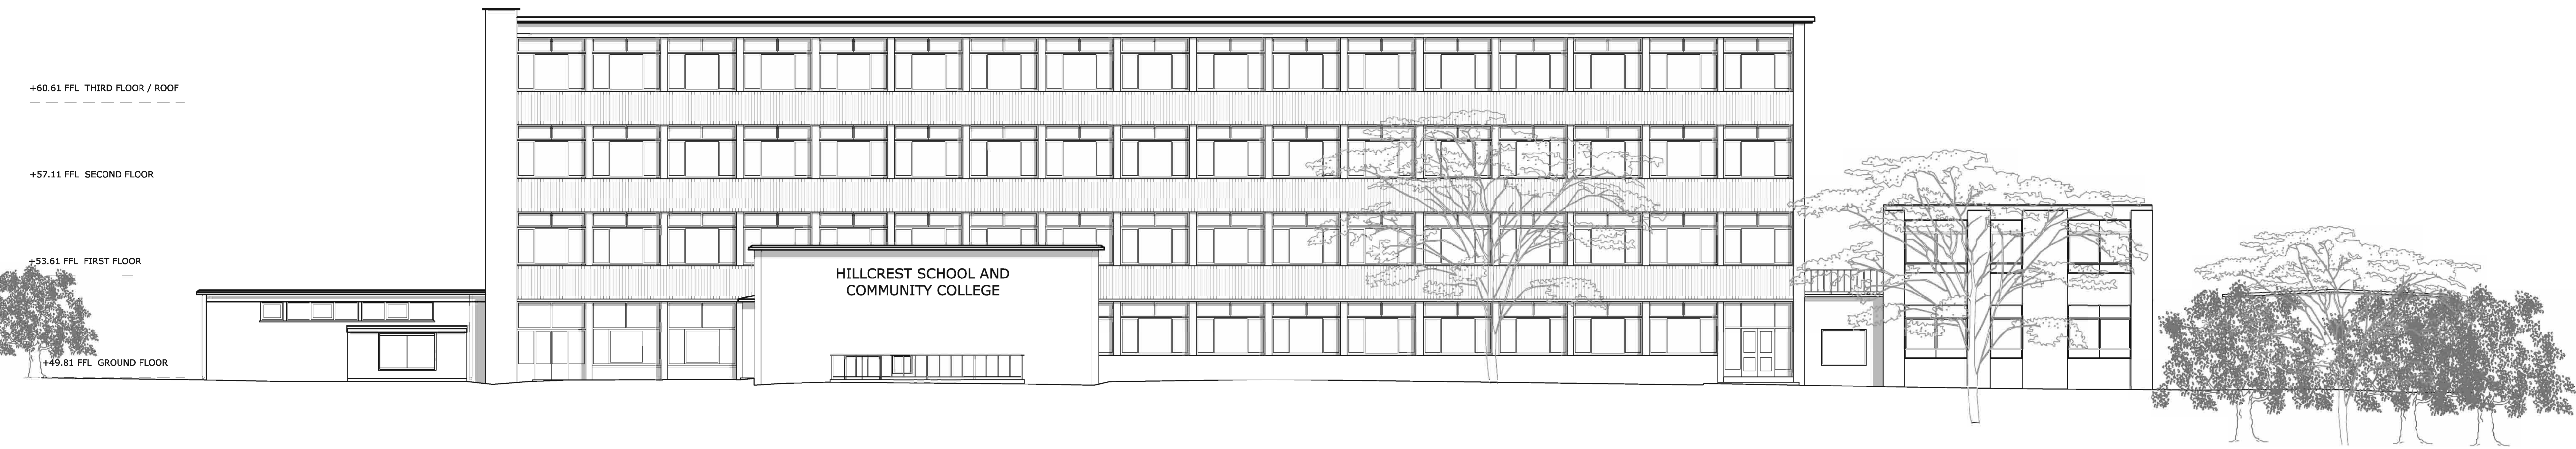 +60.61 FFL  THIRD FLOOR / ROOF
+57.11 FFL  SECOND FLOOR
+53.61 FFL  FIRST FLOOR
HILLCREST SCHOOL AND
COMMUNITY COLLEGE
+49.81 FFL  GROUND FLOOR